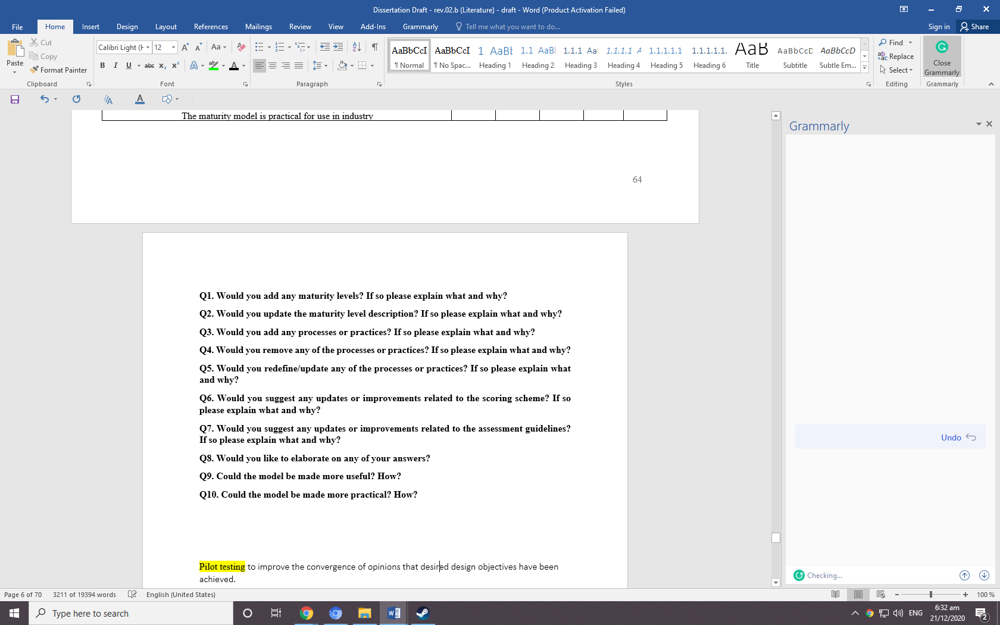 Dissertation Draft - rev.02.b (Literature) - draft - Word (Product Activation Failed)
File Home Insert Design Layout References Mailings Review View Add-Ins Grammarly Tell me what you want to do... Sign in Share
Paste
Cut
Copy
Format Painter
Clipboard
Calibri Light (H 12
Font
Paragraph
AaBbCcI AaBbCcI 1 AaBb 1.1 AaBb 1.1.1 Aa 1.1.1.1 A 1.1.1.1.1 1.1.1.1.1. AaB AaBbCcD AaBbCcD
¶ Normal ¶ No Spac... Heading 1 Heading 2 Heading 3 Heading 4 Heading 5 Heading 6 Title Subtitle Subtle Em...
Styles
Find
Replace
Select
Editing
Close
Grammarly
Grammarly
The maturity model is practical for use in industry
64
Q1. Would you add any maturity levels? If so please explain what and why?
Q2. Would you update the maturity level description? If so please explain what and why?
Q3. Would you add any processes or practices? If so please explain what and why?
Q4. Would you remove any of the processes or practices? If so please explain what and why?
Q5. Would you redefine/update any of the processes or practices? If so please explain what
and why?
Q6. Would you suggest any updates or improvements related to the scoring scheme? If so
please explain what and why?
Q7. Would you suggest any updates or improvements related to the assessment guidelines?
If so please explain what and why?
Q8. Would you like to elaborate on any of your answers?
Q9. Could the model be made more useful? How?
Q10. Could the model be made more practical? How?
Pilot testing to improve the convergence of opinions that desired design objectives have been
achieved.
Grammarly
Undo
Checking...
Page 6 of 70 3211 of 19394 words English (United States) 100 %
Type here to search
ENG
6:32 am
21/12/2020
2